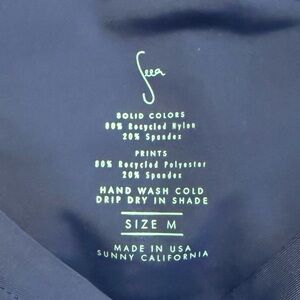 Seea
SOLID COLORS
80% Recycled Nylon
20% Spandex
PRINTS
80% Recycled Polyester
20% Spandex
HAND WASH COLD
DRIP DRY IN SHADE
SIZE M
MADE IN USA
SUNNY CALIFORNIA